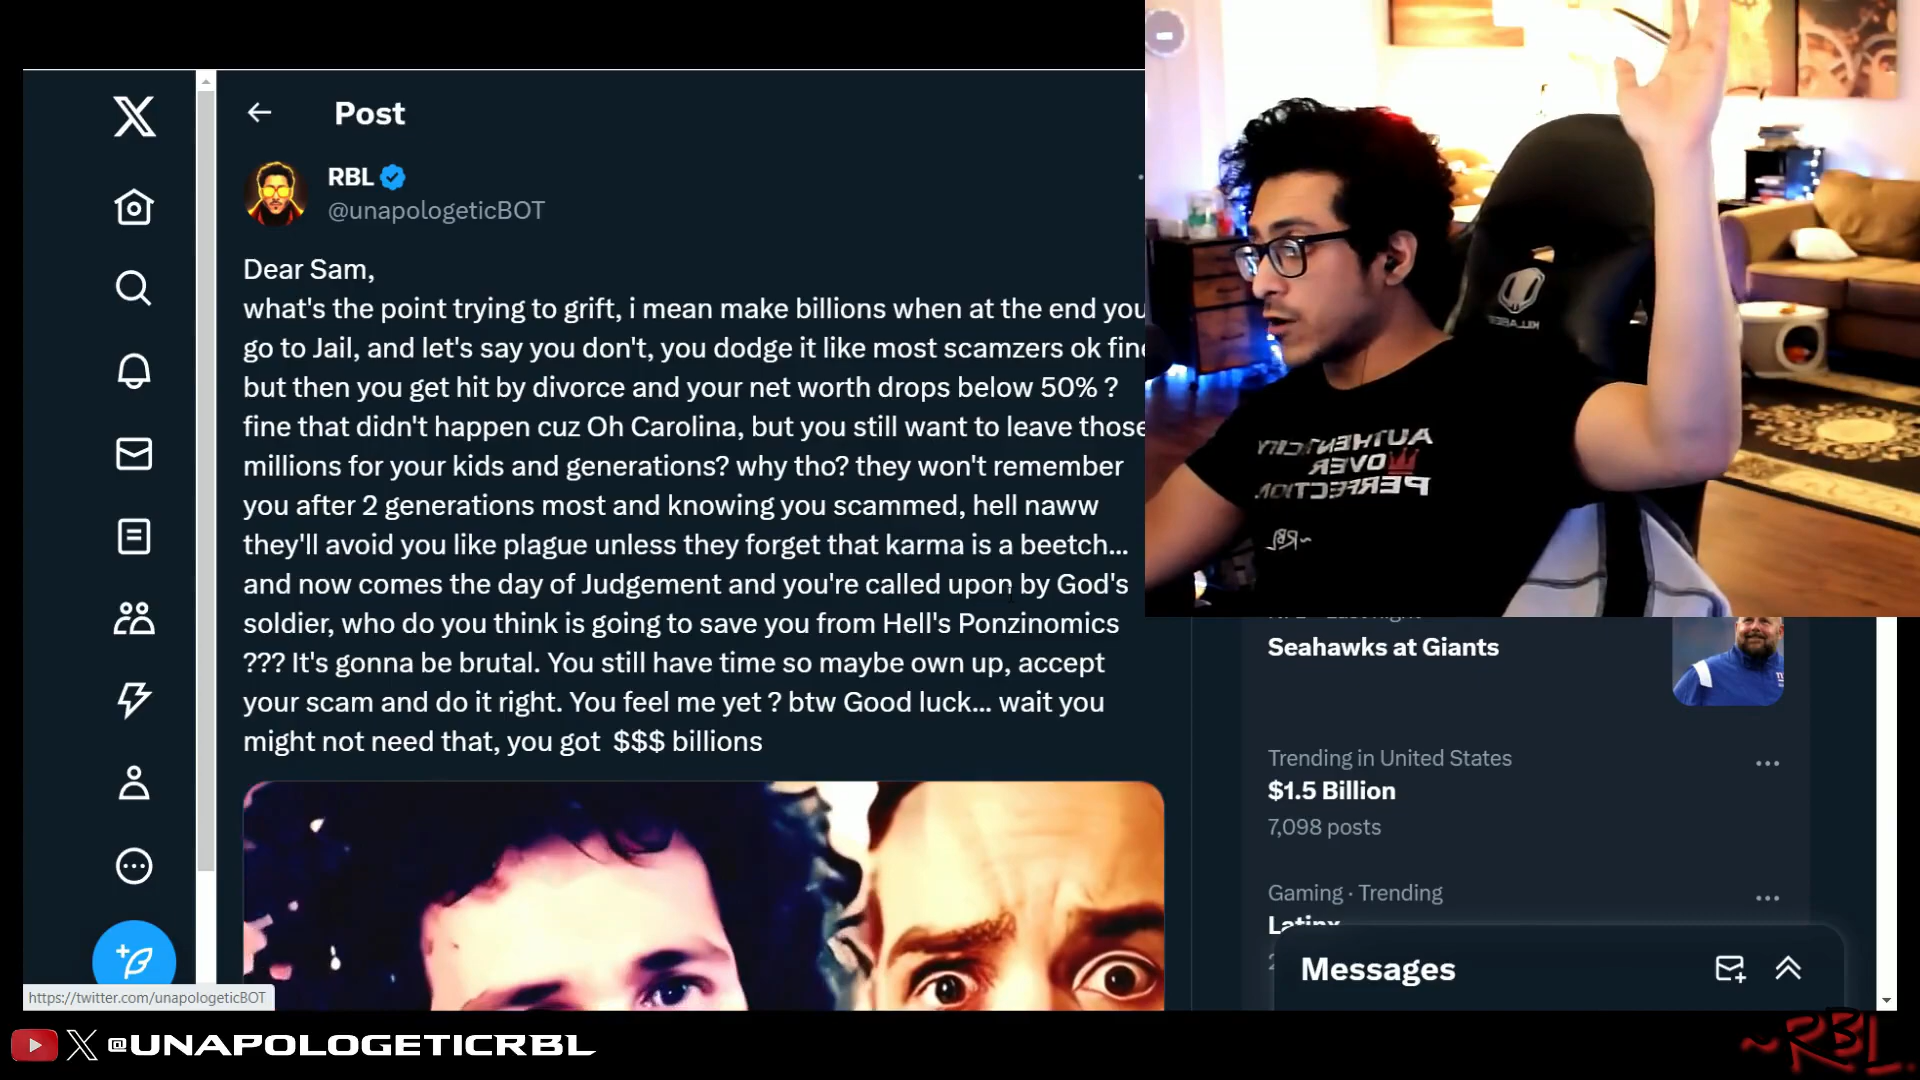 Post
RBL
@unapologeticBOT
Dear Sam,
what's the point trying to grift, i mean make billions when at the end you
go to Jail, and let's say you don't, you dodge it like most scamzers ok fine
but then you get hit by divorce and your net worth drops below 50% ?
fine that didn't happen cuz Oh Carolina, but you still want to leave those
millions for your kids and generations? why tho? they won't remember
you after 2 generations most and knowing you scammed, hell naww
they'll avoid you like plague unless they forget that karma is a beetch...
and now comes the day of Judgement and you're called upon by God's
soldier, who do you think is going to save you from Hell's Ponzinomics
??? It's gonna be brutal. You still have time so maybe own up, accept
your scam and do it right. You feel me yet ? btw Good luck... wait you
might not need that, you got $$$ billions
AUTHENTICITY
OVER
PERFECTION
~RBL
Seahawks at Giants
Trending in United States
$1.5 Billion
7,098 posts
Gaming · Trending
Latinx
Messages
https://twitter.com/unapologeticBOT
@UNAPOLOGETICRBL
~RBL.